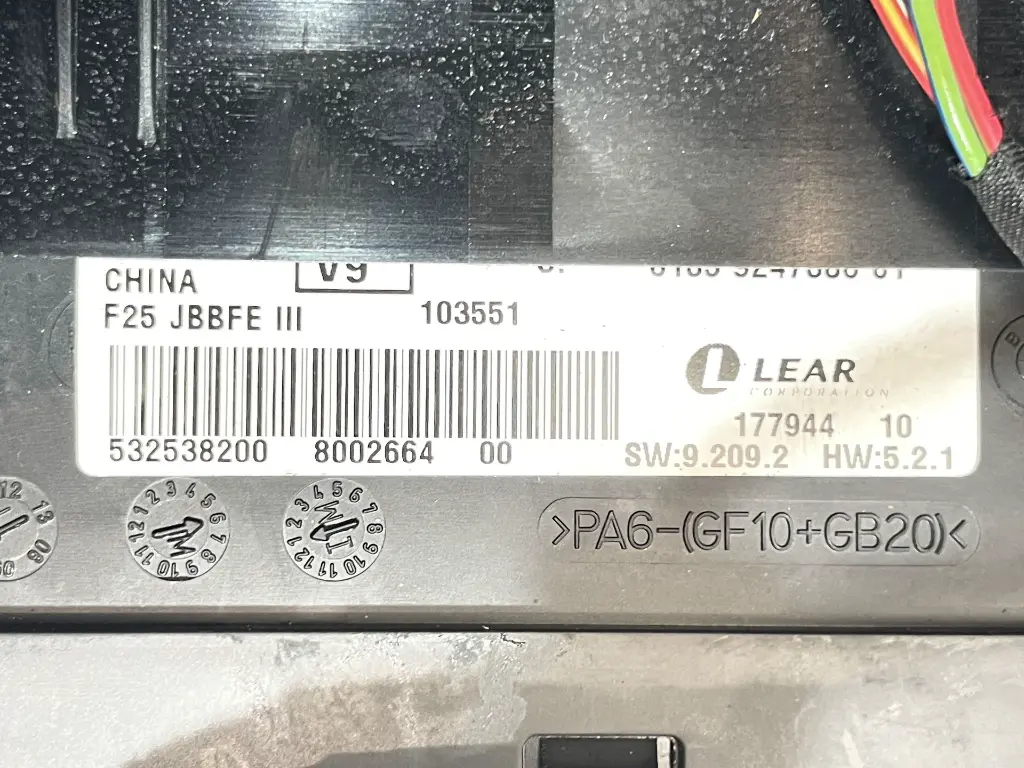 CHINA V9
F25 JBBFE III 103551
LEAR
CORPORATION
177944 10
532538200 8002664 00
SW:9.209.2 HW:5.2.1
>PA6-(GF10+GB20)<